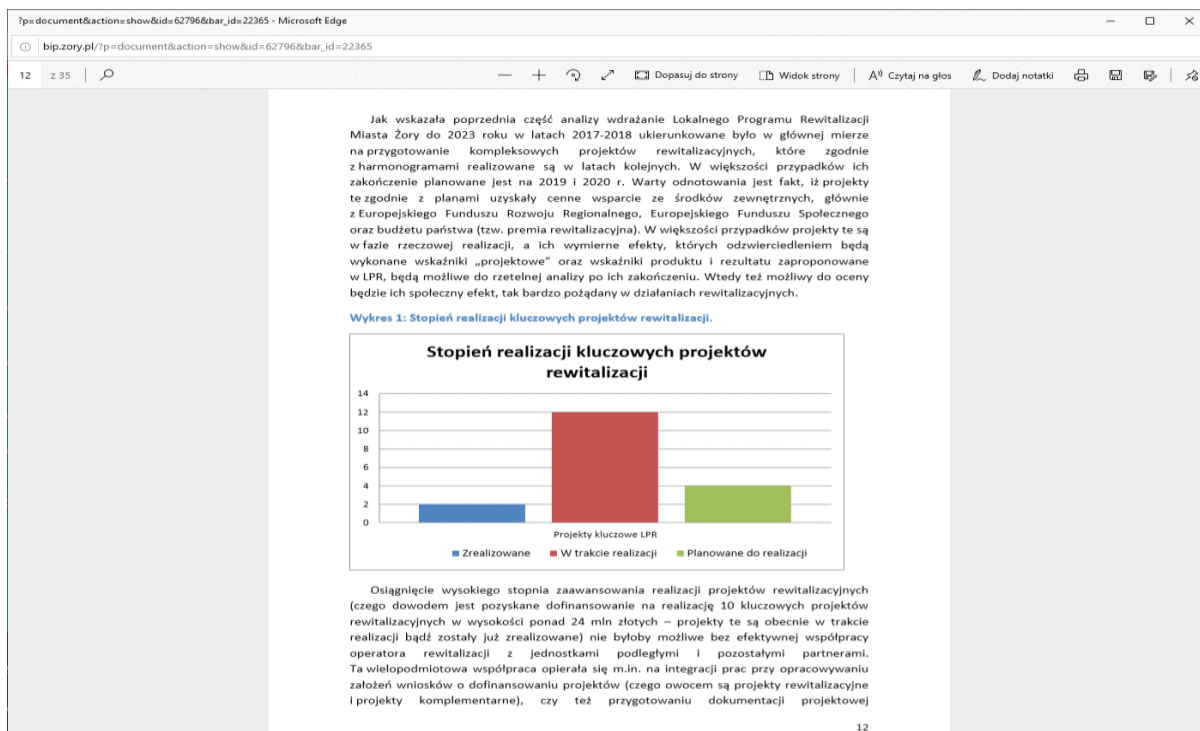 ?p=document&action=show&id=62796&bar_id=22365 - Microsoft Edge
bip.zory.pl/?p=document&action=show&id=62796&bar_id=22365
12 z 35 Dopasuj do strony Widok strony Czytaj na głos Dodaj notatki
Jak wskazała poprzednia część analizy wdrażanie Lokalnego Programu Rewitalizacji
Miasta Żory do 2023 roku w latach 2017-2018 ukierunkowane było w głównej mierze
na przygotowanie kompleksowych projektów rewitalizacyjnych, które zgodnie
z harmonogramami realizowane są w latach kolejnych. W większości przypadków ich
zakończenie planowane jest na 2019 i 2020 r. Warty odnotowania jest fakt, iż projekty
te zgodnie z planami uzyskały cenne wsparcie ze środków zewnętrznych, głównie
z Europejskiego Funduszu Rozwoju Regionalnego, Europejskiego Funduszu Społecznego
oraz budżetu państwa (tzw. premia rewitalizacyjna). W większości przypadków projekty te są
w fazie rzeczowej realizacji, a ich wymierne efekty, których odzwierciedleniem będą
wykonane wskaźniki „projektowe” oraz wskaźniki produktu i rezultatu zaproponowane
w LPR, będą możliwe do rzetelnej analizy po ich zakończeniu. Wtedy też możliwy do oceny
będzie ich społeczny efekt, tak bardzo pożądany w działaniach rewitalizacyjnych.
Wykres 1: Stopień realizacji kluczowych projektów rewitalizacji.
Stopień realizacji kluczowych projektów
rewitalizacji
14
12
10
8
6
4
2
0
Projekty kluczowe LPR
Zrealizowane W trakcie realizacji Planowane do realizacji
Osiągnięcie wysokiego stopnia zaawansowania realizacji projektów rewitalizacyjnych
(czego dowodem jest pozyskane dofinansowanie na realizację 10 kluczowych projektów
rewitalizacyjnych w wysokości ponad 24 mln złotych – projekty te są obecnie w trakcie
realizacji bądź zostały już zrealizowane) nie byłoby możliwe bez efektywnej współpracy
operatora rewitalizacji z jednostkami podległymi i pozostałymi partnerami.
Ta wielopodmiotowa współpraca opierała się m.in. na integracji prac przy opracowywaniu
założeń wniosków o dofinansowaniu projektów (czego owocem są projekty rewitalizacyjne
i projekty komplementarne), czy też przygotowaniu dokumentacji projektowej
12